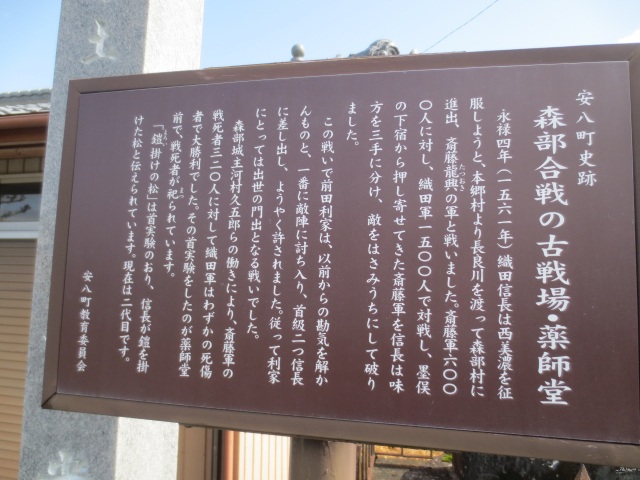 安八町史跡
森部合戦の古戦場・薬師堂
永禄四年(一五六一年)織田信長は西美濃を征
服しようと、本郷村より長良川を渡って森部村に
進出、斎藤龍興の軍と戦いました。斎藤軍六〇〇
〇人に対し、織田軍一五〇〇人で対戦し、墨俣
の下宿から押し寄せてきた斎藤軍を信長は味
方を三手に分け、敵をはさみうちにして破り
ました。
この戦いで前田利家は、以前からの勘気を解か
んものと、一番に敵陣に討ち入り、首級二つ信長
に差し出し、ようやく許されました。従って利家
にとっては出世の門出となる戦いでした。
森部城主河村久五郎らの働きにより、斎藤軍の
戦死者三二〇人に対して織田軍はわずかの死傷
者で大勝利でした。その首実験をしたのが薬師堂
前で、戦死者が祀られています。
「鎧掛けの松」は首実験のおり、信長が鎧を掛
けた松と伝えられています。現在は二代目です。
安八町教育委員会